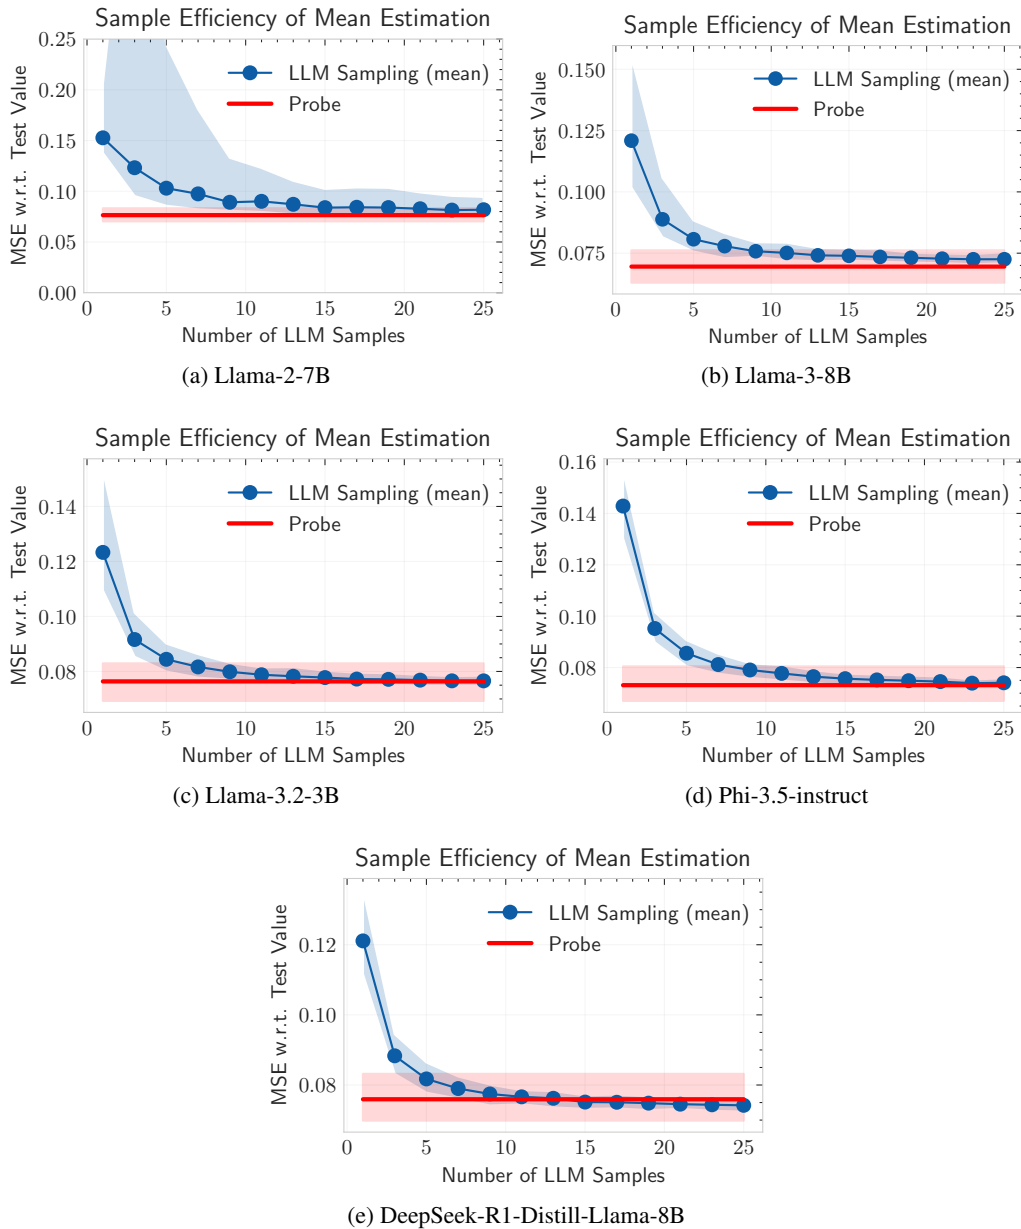 Sample Efficiency of Mean Estimation
MSE w.r.t. Test Value
0.25
0.20
0.15
0.10
0.05
0.00
LLM Sampling (mean)
Probe
0 5 10 15 20 25
Number of LLM Samples
(a) Llama-2-7B
Sample Efficiency of Mean Estimation
MSE w.r.t. Test Value
0.150
0.125
0.100
0.075
LLM Sampling (mean)
Probe
0 5 10 15 20 25
Number of LLM Samples
(b) Llama-3-8B
Sample Efficiency of Mean Estimation
MSE w.r.t. Test Value
0.14
0.12
0.10
0.08
LLM Sampling (mean)
Probe
0 5 10 15 20 25
Number of LLM Samples
(c) Llama-3.2-3B
Sample Efficiency of Mean Estimation
MSE w.r.t. Test Value
0.16
0.14
0.12
0.10
0.08
LLM Sampling (mean)
Probe
0 5 10 15 20 25
Number of LLM Samples
(d) Phi-3.5-instruct
Sample Efficiency of Mean Estimation
MSE w.r.t. Test Value
0.12
0.10
0.08
LLM Sampling (mean)
Probe
0 5 10 15 20 25
Number of LLM Samples
(e) DeepSeek-R1-Distill-Llama-8B